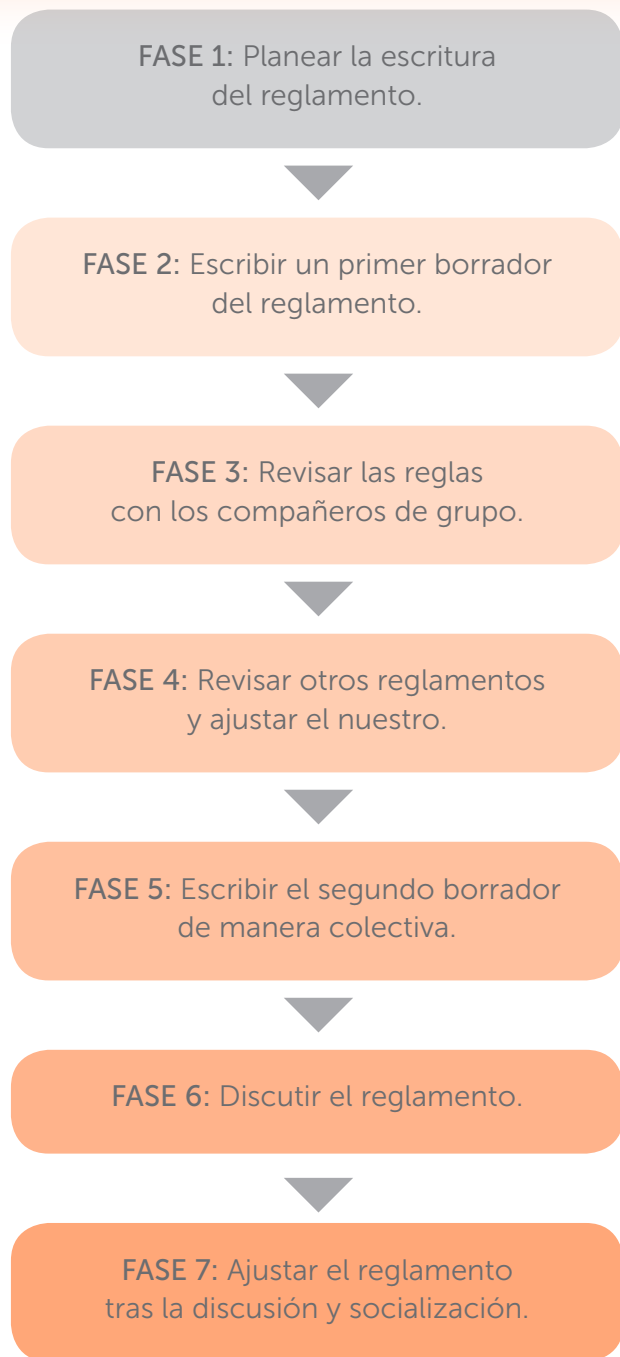 FASE 1: Planear la escritura
del reglamento.
FASE 2: Escribir un primer borrador
del reglamento.
FASE 3: Revisar las reglas
con los compañeros de grupo.
FASE 4: Revisar otros reglamentos
y ajustar el nuestro.
FASE 5: Escribir el segundo borrador
de manera colectiva.
FASE 6: Discutir el reglamento.
FASE 7: Ajustar el reglamento
tras la discusión y socialización.